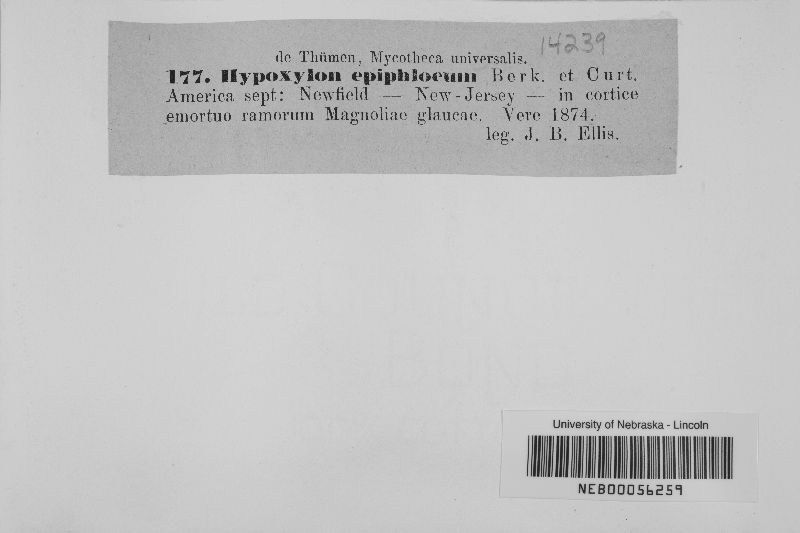 14239
de Thümen, Mycotheca universalis.
177. Hypoxylon epiphloeum Berk. et Curt.
America sept: Newfield — New-Jersey — in cortice
emortuo ramorum Magnoliae glaucae. Vere 1874.
leg. J. B. Ellis.
University of Nebraska - Lincoln
NEB00056259